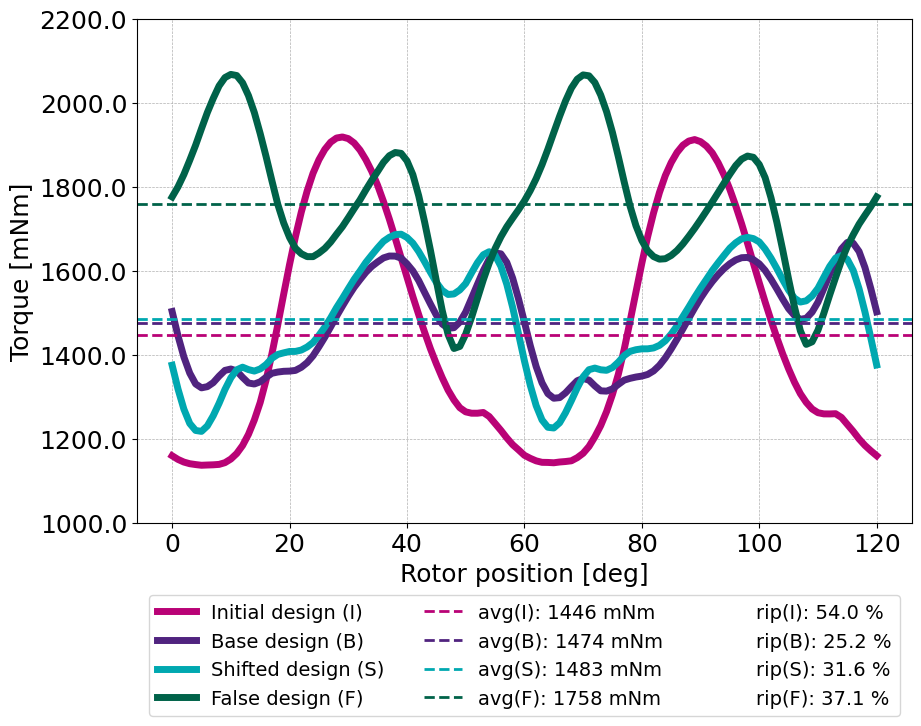 2200.0
2000.0
1800.0
1600.0
1400.0
1200.0
1000.0
Torque [mNm]
0 20 40 60 80 100 120
Rotor position [deg]
Initial design (I) avg(I): 1446 mNm rip(I): 54.0 %
Base design (B) avg(B): 1474 mNm rip(B): 25.2 %
Shifted design (S) avg(S): 1483 mNm rip(S): 31.6 %
False design (F) avg(F): 1758 mNm rip(F): 37.1 %